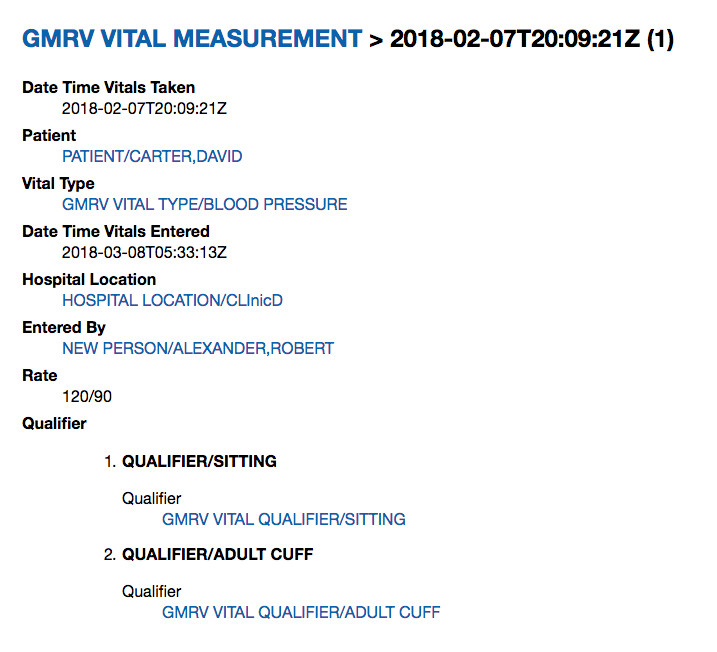 GMRV VITAL MEASUREMENT > 2018-02-07T20:09:21Z (1)
Date Time Vitals Taken
2018-02-07T20:09:21Z
Patient
PATIENT/CARTER,DAVID
Vital Type
GMRV VITAL TYPE/BLOOD PRESSURE
Date Time Vitals Entered
2018-03-08T05:33:13Z
Hospital Location
HOSPITAL LOCATION/CLInicD
Entered By
NEW PERSON/ALEXANDER,ROBERT
Rate
120/90
Qualifier
1. QUALIFIER/SITTING
Qualifier
GMRV VITAL QUALIFIER/SITTING
2. QUALIFIER/ADULT CUFF
Qualifier
GMRV VITAL QUALIFIER/ADULT CUFF